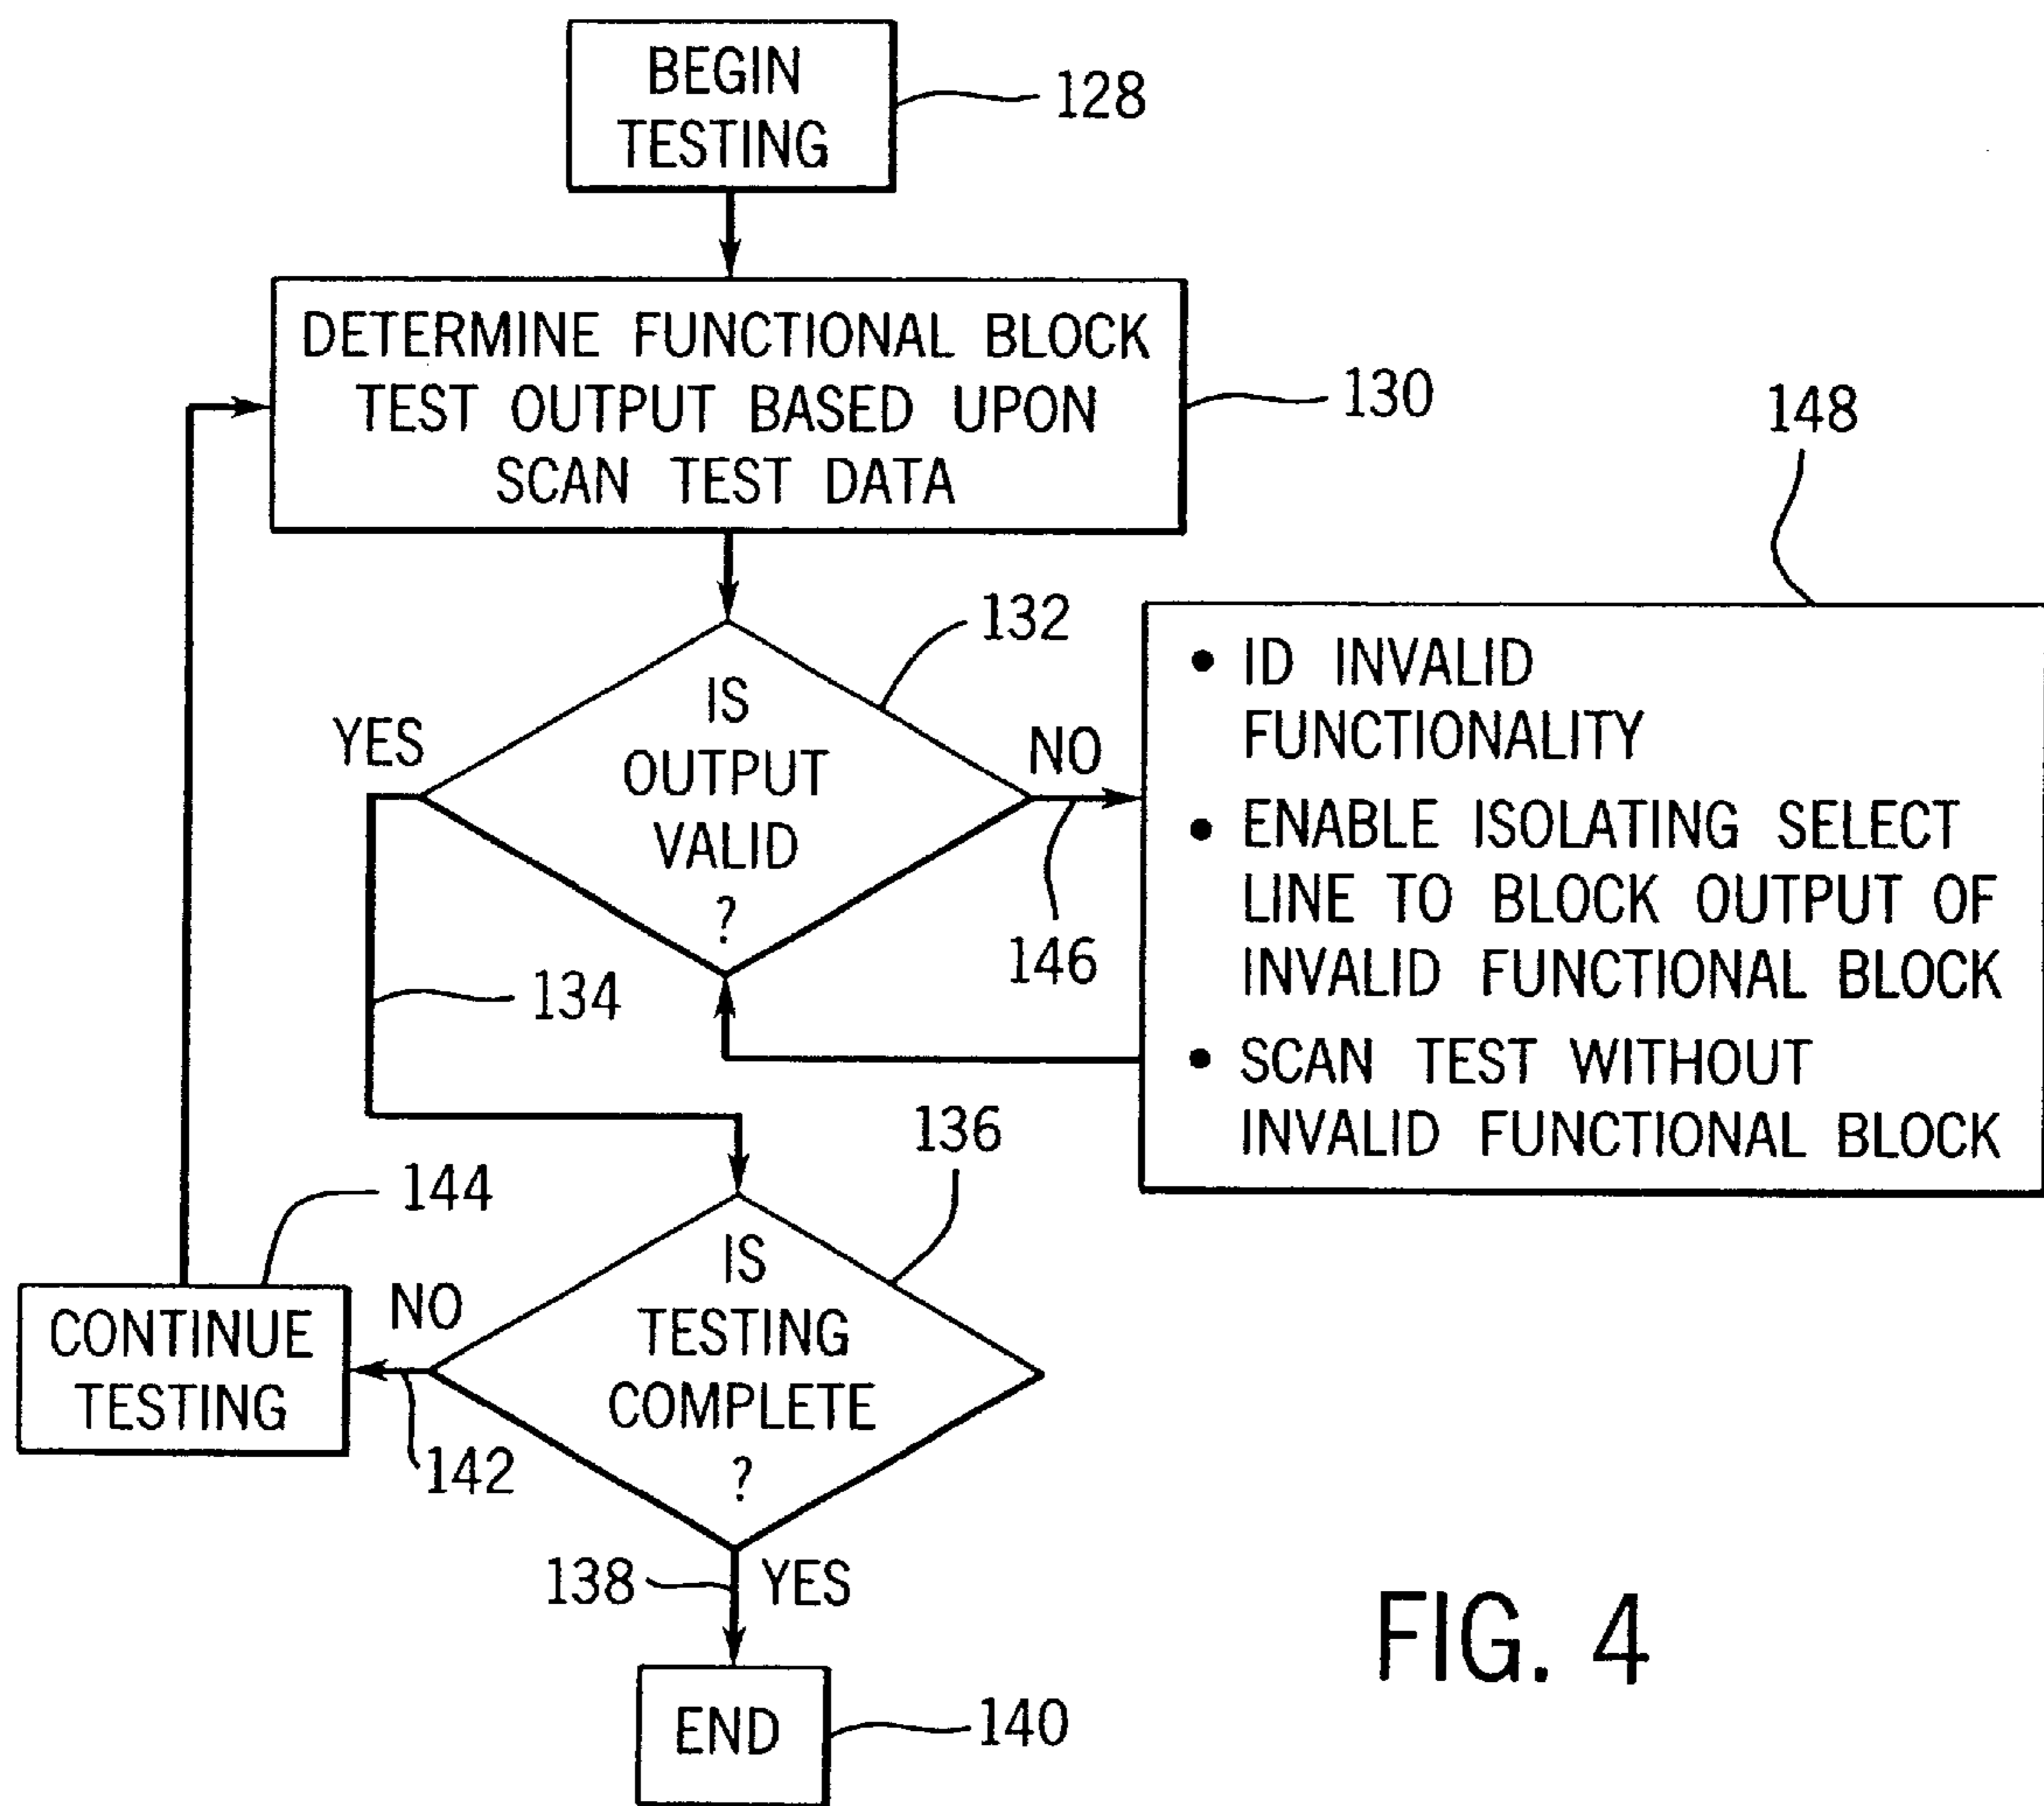 BEGIN
TESTING
128
DETERMINE FUNCTIONAL BLOCK
TEST OUTPUT BASED UPON
SCAN TEST DATA
130
148
132
IS
OUTPUT
VALID
?
YES
NO
146
134
• ID INVALID
FUNCTIONALITY
• ENABLE ISOLATING SELECT
LINE TO BLOCK OUTPUT OF
INVALID FUNCTIONAL BLOCK
• SCAN TEST WITHOUT
INVALID FUNCTIONAL BLOCK
136
144
IS
TESTING
COMPLETE
?
NO
CONTINUE
TESTING
142
138
YES
END
140
FIG. 4